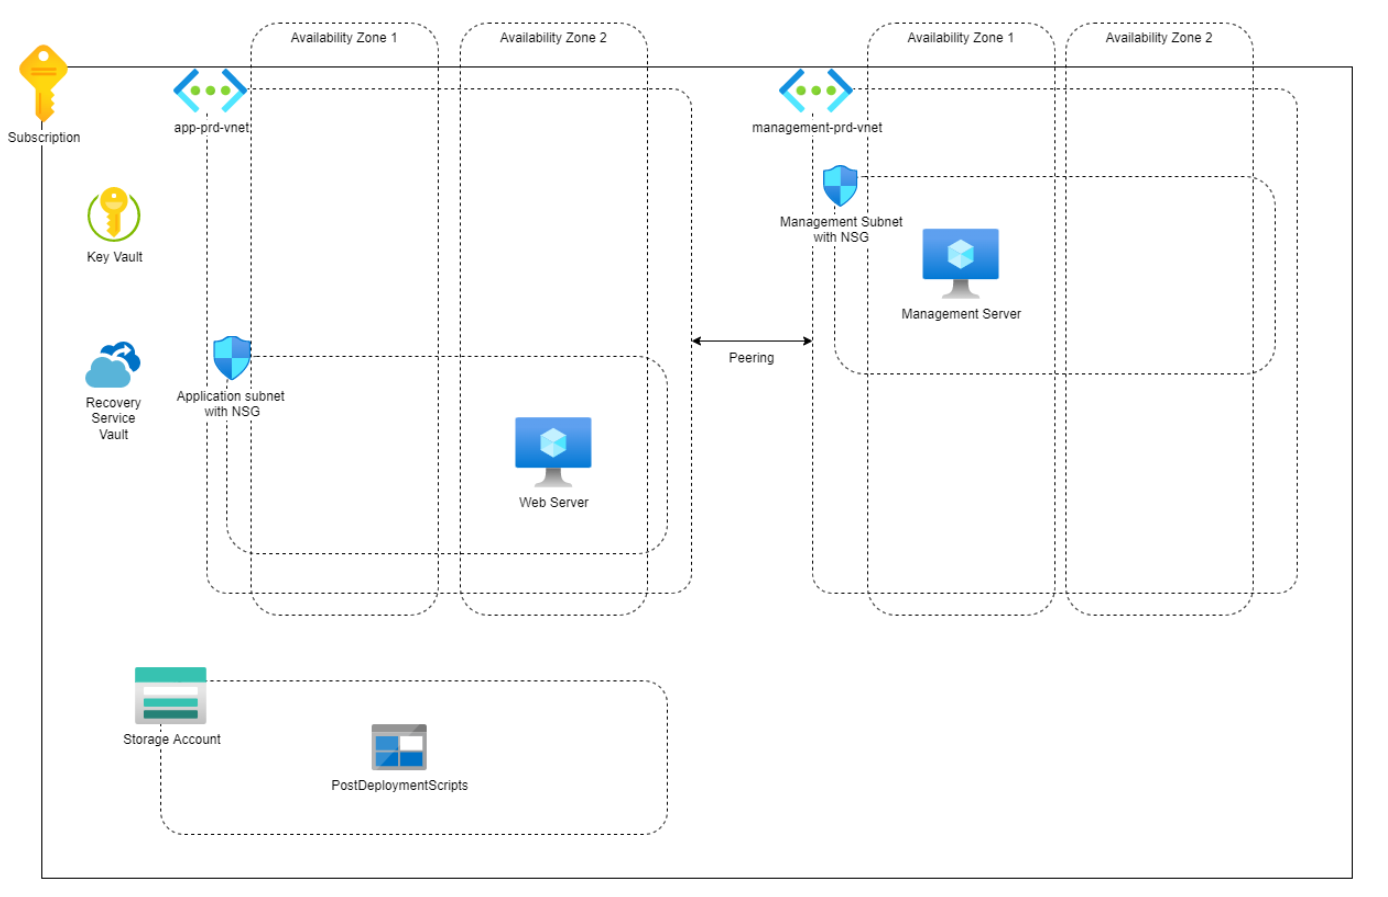 Availability Zone 1
Availability Zone 2
Availability Zone 1
Availability Zone 2
Subscription
app-prd-vnet
management-prd-vnet
Key Vault
Management Subnet
with NSG
Management Server
Recovery
Service
Vault
Application subnet
with NSG
Peering
Web Server
Storage Account
PostDeploymentScripts